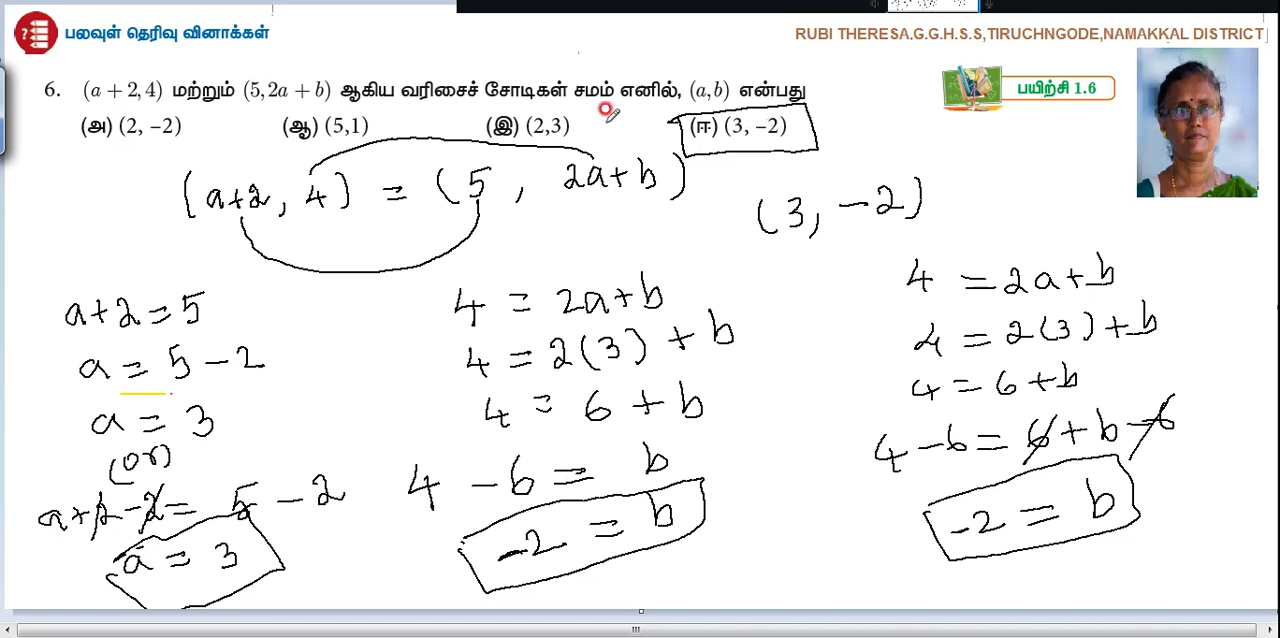 பலவுள் தெரிவு வினாக்கள்
RUBI THERESA,G.G.H.S.S,TIRUCHNGODE,NAMAKKAL DISTRICT
6. (a + 2, 4) மற்றும் (5, 2a + b) ஆகிய வரிசைச் சோடிகள் சமம் எனில், (a, b) என்பது
பயிற்சி 1.6
(அ) (2, −2) (ஆ) (5,1) (இ) (2,3) (ஈ) (3, −2)
(a+2, 4) = (5, 2a+b)
(3, -2)
a+2=5
a = 5-2
a = 3
(or)
a+2-2= 5-2
a = 3
4 = 2a+b
4 = 2(3) + b
4 = 6 + b
4 - 6 = b
-2 = b
4 = 2a+b
4 = 2(3)+b
4 = 6+b
4-6 = 6+b-6
-2 = b